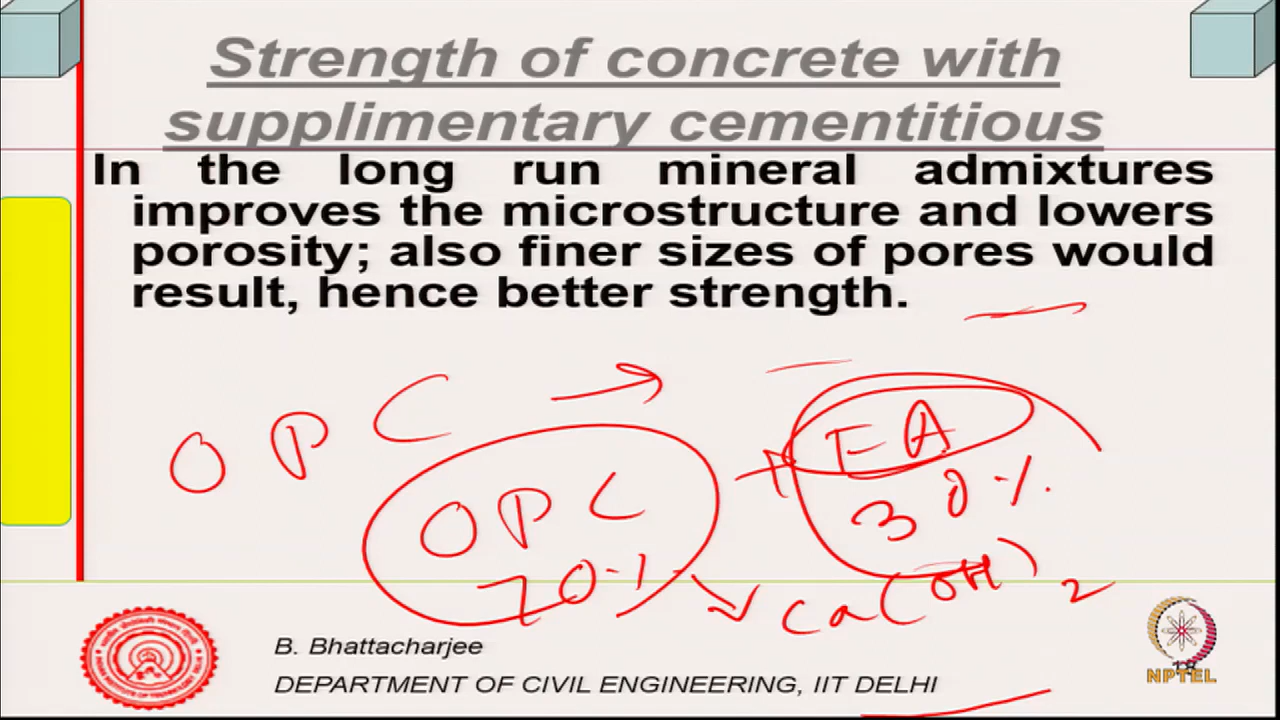 Strength of concrete with
supplimentary cementitious
In the long run mineral admixtures
improves the microstructure and lowers
porosity; also finer sizes of pores would
result, hence better strength.
OPC
OPC + FA
70% 30%
Ca(OH)2
B. Bhattacharjee
DEPARTMENT OF CIVIL ENGINEERING, IIT DELHI
NPTEL